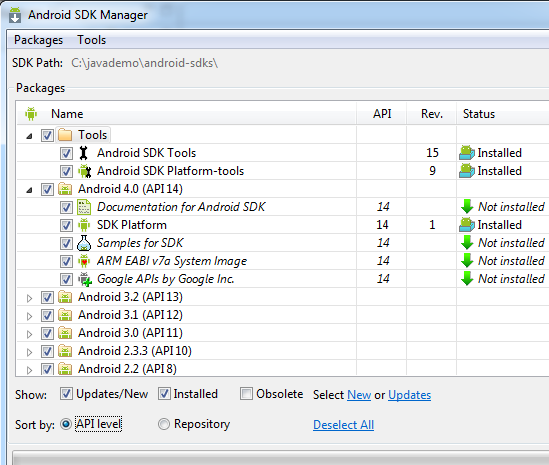 Android SDK Manager
Packages Tools
SDK Path: C:\javademo\android-sdks\
Packages
Name API Rev. Status
Tools
Android SDK Tools 15 Installed
Android SDK Platform-tools 9 Installed
Android 4.0 (API 14)
Documentation for Android SDK 14 Not installed
SDK Platform 14 1 Installed
Samples for SDK 14 Not installed
ARM EABI v7a System Image 14 Not installed
Google APIs by Google Inc. 14 Not installed
Android 3.2 (API 13)
Android 3.1 (API 12)
Android 3.0 (API 11)
Android 2.3.3 (API 10)
Android 2.2 (API 8)
Show: Updates/New Installed Obsolete Select New or Updates
Sort by: API level Repository Deselect All